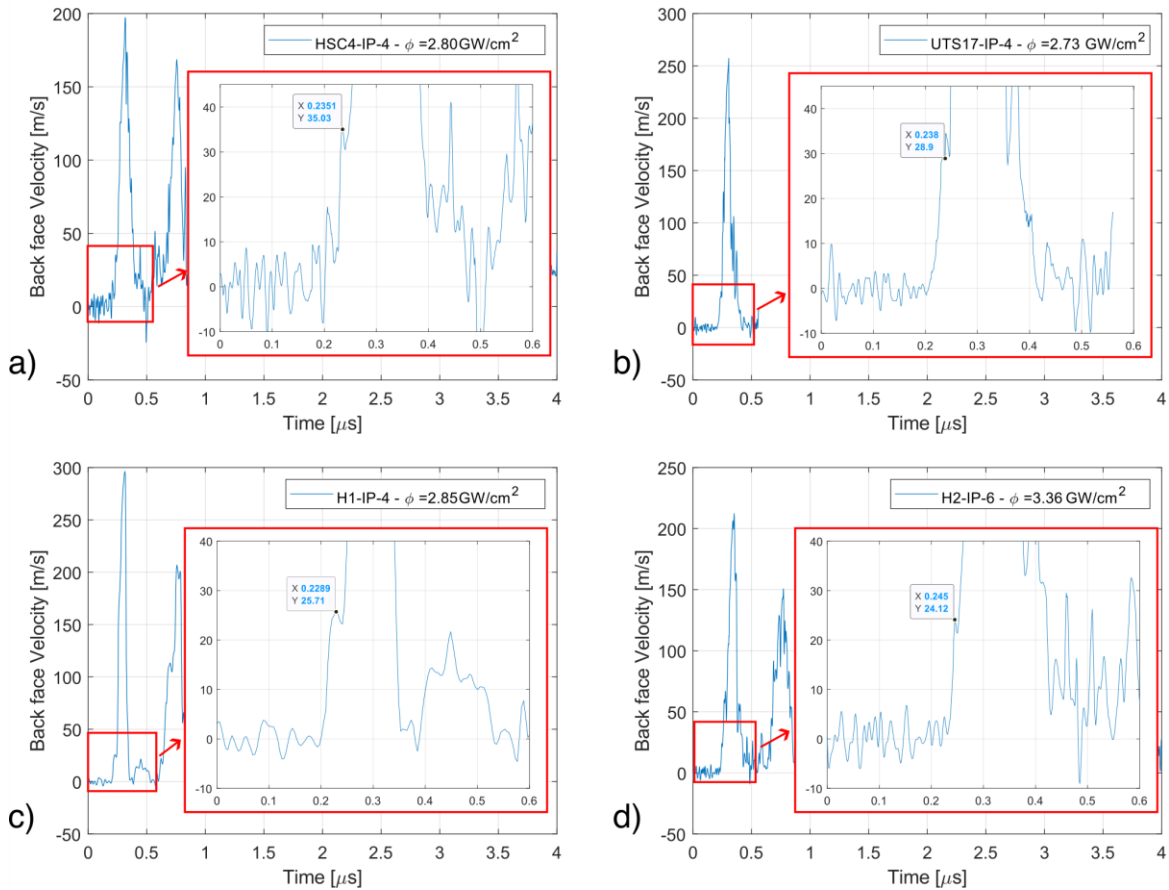 HSC4-IP-4 - ϕ =2.80GW/cm²
X 0.2351
Y 35.03
40
30
20
10
0
-10
0 0.1 0.2 0.3 0.4 0.5 0.6
200
150
100
50
0
-50
Back face Velocity [m/s]
0 0.5 1 1.5 2 2.5 3 3.5 4
Time [μs]
a)
UTS17-IP-4 - ϕ =2.73 GW/cm²
X 0.238
Y 28.9
40
30
20
10
0
-10
0 0.1 0.2 0.3 0.4 0.5 0.6
300
250
200
150
100
50
0
-50
Back face Velocity [m/s]
0 0.5 1 1.5 2 2.5 3 3.5 4
Time [μs]
b)
H1-IP-4 - ϕ =2.85GW/cm²
X 0.2289
Y 25.71
40
30
20
10
0
-10
0 0.1 0.2 0.3 0.4 0.5 0.6
300
250
200
150
100
50
0
-50
Back face Velocity [m/s]
0 0.5 1 1.5 2 2.5 3 3.5 4
Time [μs]
c)
H2-IP-6 - ϕ =3.36 GW/cm²
X 0.245
Y 24.12
40
30
20
10
0
-10
0 0.1 0.2 0.3 0.4 0.5 0.6
250
200
150
100
50
0
-50
Back face Velocity [m/s]
0 0.5 1 1.5 2 2.5 3 3.5 4
Time [μs]
d)